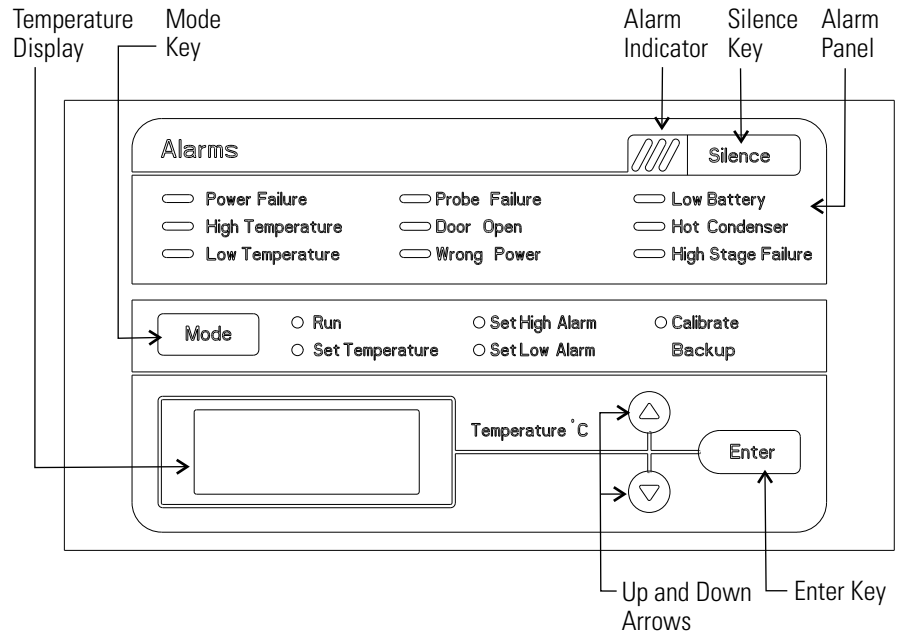 Temperature
Display
Mode
Key
Alarm
Indicator
Silence
Key
Alarm
Panel
Alarms
Silence
Power Failure
Probe Failure
Low Battery
High Temperature
Door Open
Hot Condenser
Low Temperature
Wrong Power
High Stage Failure
Mode
Run
Set High Alarm
Calibrate
Set Temperature
Set Low Alarm
Backup
Temperature °C
Enter
Up and Down
Arrows
Enter Key